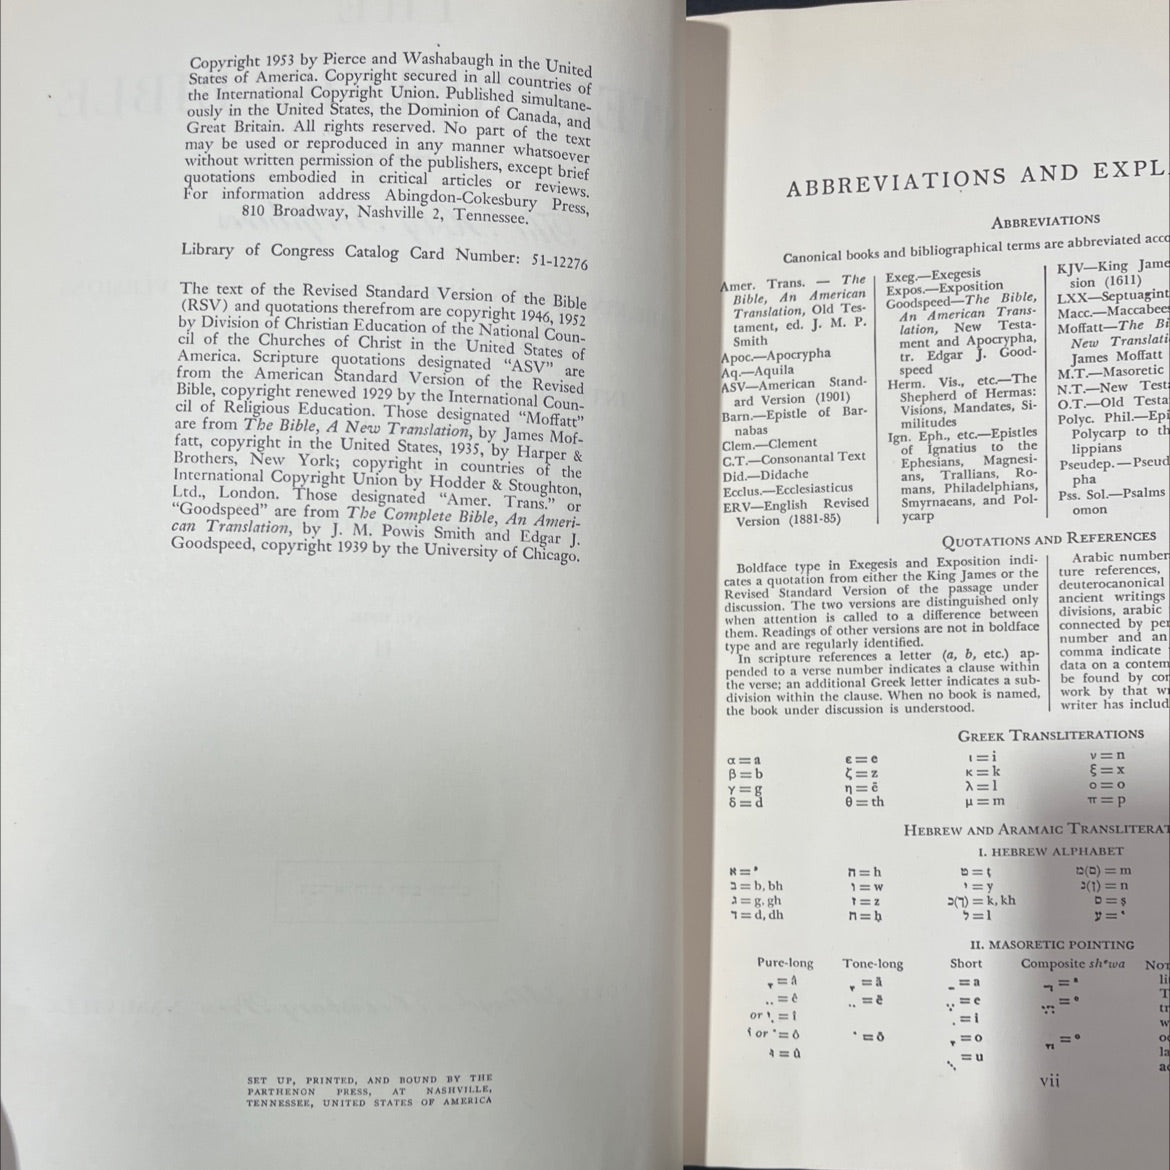 Copyright 1953 by Pierce and Washabaugh in the United
States of America. Copyright secured in all countries of
the International Copyright Union. Published simultane-
ously in the United States, the Dominion of Canada, and
Great Britain. All rights reserved. No part of the text
may be used or reproduced in any manner whatsoever
without written permission of the publishers, except brief
quotations embodied in critical articles or reviews.
For information address Abingdon-Cokesbury Press,
810 Broadway, Nashville 2, Tennessee.
Library of Congress Catalog Card Number: 51-12276
The text of the Revised Standard Version of the Bible
(RSV) and quotations therefrom are copyright 1946, 1952
by Division of Christian Education of the National Coun-
cil of the Churches of Christ in the United States of
America. Scripture quotations designated "ASV" are
from the American Standard Version of the Revised
Bible, copyright renewed 1929 by the International Coun-
cil of Religious Education. Those designated "Moffatt"
are from The Bible, A New Translation, by James Mof-
fatt, copyright in the United States, 1935, by Harper &
Brothers, New York; copyright in countries of the
International Copyright Union by Hodder & Stoughton,
Ltd., London. Those designated "Amer. Trans." or
"Goodspeed" are from The Complete Bible, An Ameri-
can Translation, by J. M. Powis Smith and Edgar J.
Goodspeed, copyright 1939 by the University of Chicago.
SET UP, PRINTED, AND BOUND BY THE
PARTHENON PRESS, AT NASHVILLE,
TENNESSEE, UNITED STATES OF AMERICA
ABBREVIATIONS AND EXPL
ABBREVIATIONS
Canonical books and bibliographical terms are abbreviated acco
Amer. Trans. — The
Bible, An American
Translation, Old Tes-
tament, ed. J. M. P.
Smith
Apoc.—Apocrypha
Aq.—Aquila
ASV—American Stand-
ard Version (1901)
Barn.—Epistle of Bar-
nabas
Clem.—Clement
C.T.—Consonantal Text
Did.—Didache
Ecclus.—Ecclesiasticus
ERV—English Revised
Version (1881-85)
Exeg.—Exegesis
Expos.—Exposition
Goodspeed—The Bible,
An American Trans-
lation, New Testa-
ment and Apocrypha,
tr. Edgar J. Good-
speed
Herm. Vis., etc.—The
Shepherd of Hermas:
Visions, Mandates, Si-
militudes
Ign. Eph., etc.—Epistles
of Ignatius to the
Ephesians, Magnesi-
ans, Trallians, Ro-
mans, Philadelphians,
Smyrnaeans, and Pol-
ycarp
KJV—King Jame
sion (1611)
LXX—Septuagint
Macc.—Maccabees
Moffatt—The Bi
New Translati
James Moffatt
M.T.—Masoretic
N.T.—New Testa
O.T.—Old Testa
Polyc. Phil.—Epi
Polycarp to th
lippians
Pseudep.—Pseud
pha
Pss. Sol.—Psalms
omon
QUOTATIONS AND REFERENCES
Boldface type in Exegesis and Exposition indi-
cates a quotation from either the King James or the
Revised Standard Version of the passage under
discussion. The two versions are distinguished only
when attention is called to a difference between
them. Readings of other versions are not in boldface
type and are regularly identified.
In scripture references a letter (a, b, etc.) ap-
pended to a verse number indicates a clause within
the verse; an additional Greek letter indicates a sub-
division within the clause. When no book is named,
the book under discussion is understood.
Arabic number
ture references,
deuterocanonical
ancient writings
divisions, arabic
connected by per
number and an
comma indicate
data on a contem
be found by con
work by that wr
writer has includ
GREEK TRANSLITERATIONS
α = a ε = e ι = i ν = n
β = b ζ = z κ = k ξ = x
γ = g η = ē λ = l ο = o
δ = d θ = th μ = m π = p
HEBREW AND ARAMAIC TRANSLITERAT
I. HEBREW ALPHABET
א = ʾ ה = h ט = ṭ מ(ם) = m
ב = b, bh ו = w י = y נ(ן) = n
ג = g, gh ז = z כ(ך) = k, kh ס = ṣ
ד = d, dh ח = ḥ ל = l ע = ʿ
II. MASORETIC POINTING
Pure-long Tone-long Short Composite shᵉwa Not
= â = ā = a = ᵃ
= ê = ē = e = ᵉ
or = î = i
or = ô = ō = o = ᵒ
= û = u
vii